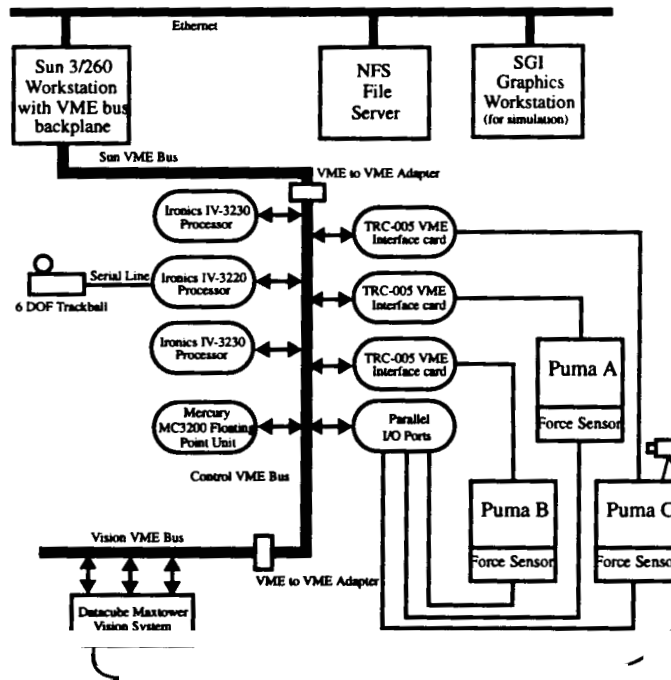 Ethernet
Sun 3/260
Workstation
with VME bus
backplane
NFS
File
Server
SGI
Graphics
Workstation
(for simulation)
Sun VME Bus
VME to VME Adapter
Ironics IV-3230
Processor
TRC-005 VME
Interface card
Serial Line
6 DOF Trackball
Ironics IV-3220
Processor
TRC-005 VME
Interface card
Ironics IV-3230
Processor
TRC-005 VME
Interface card
Puma A
Force Sensor
Mercury
MC3200 Floating
Point Unit
Parallel
I/O Ports
Control VME Bus
Puma B
Force Sensor
Puma C
Force Sensor
Vision VME Bus
VME to VME Adapter
Datacube Maxtower
Vision System